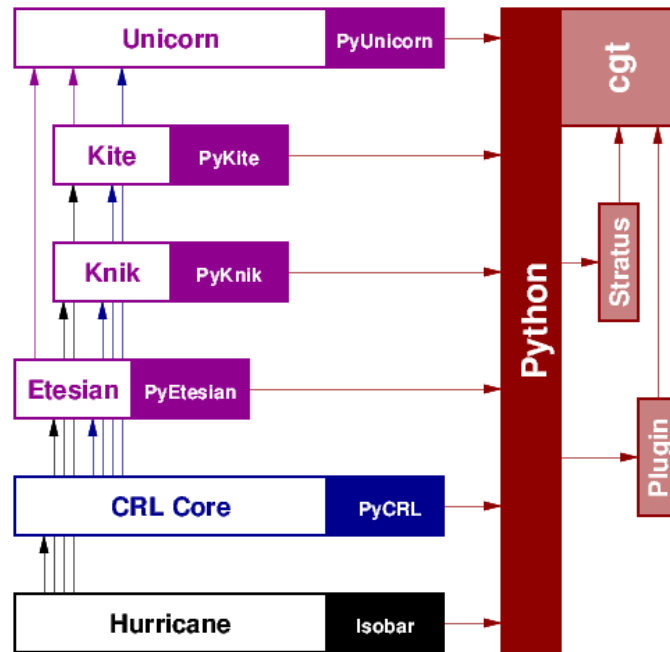 Unicorn
PyUnicorn
cgt
Kite
PyKite
Knik
PyKnik
Stratus
Python
Etesian
PyEtesian
Plugin
CRL Core
PyCRL
Hurricane
Isobar